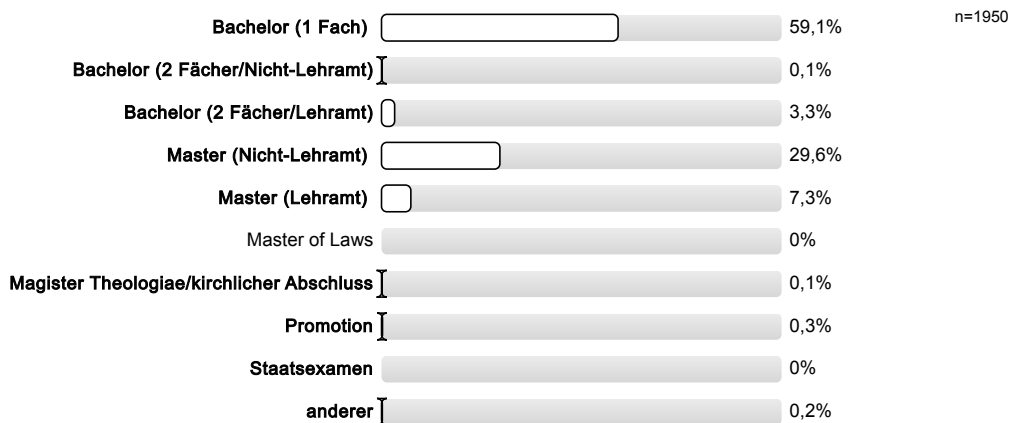 n=1950
Bachelor (1 Fach) 59,1%
Bachelor (2 Fächer/Nicht-Lehramt) 0,1%
Bachelor (2 Fächer/Lehramt) 3,3%
Master (Nicht-Lehramt) 29,6%
Master (Lehramt) 7,3%
Master of Laws 0%
Magister Theologiae/kirchlicher Abschluss 0,1%
Promotion 0,3%
Staatsexamen 0%
anderer 0,2%